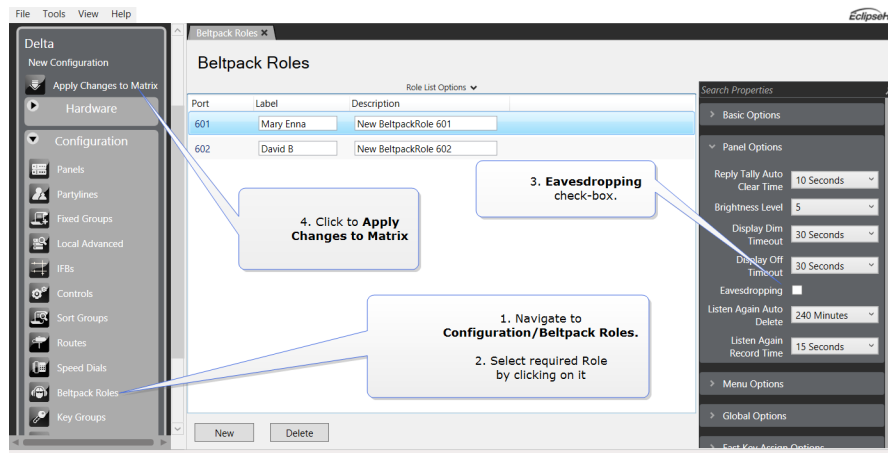 File Tools View Help
EclipseH
Delta
New Configuration
Apply Changes to Matrix
Hardware
Configuration
Panels
Partylines
Fixed Groups
Local Advanced
IFBs
Controls
Sort Groups
Routes
Speed Dials
Beltpack Roles
Key Groups
Beltpack Roles ×
Beltpack Roles
Role List Options
Port Label Description
601 Mary Enna New BeltpackRole 601
602 David B New BeltpackRole 602
3. Eavesdropping
check-box.
4. Click to Apply
Changes to Matrix
1. Navigate to
Configuration/Beltpack Roles.
2. Select required Role
by clicking on it
New Delete
Search Properties
Basic Options
Panel Options
Reply Tally Auto
Clear Time
10 Seconds
Brightness Level 5
Display Dim
Timeout
30 Seconds
Display Off
Timeout
30 Seconds
Eavesdropping
Listen Again Auto
Delete
240 Minutes
Listen Again
Record Time
15 Seconds
Menu Options
Global Options
Fast Key Assign Options